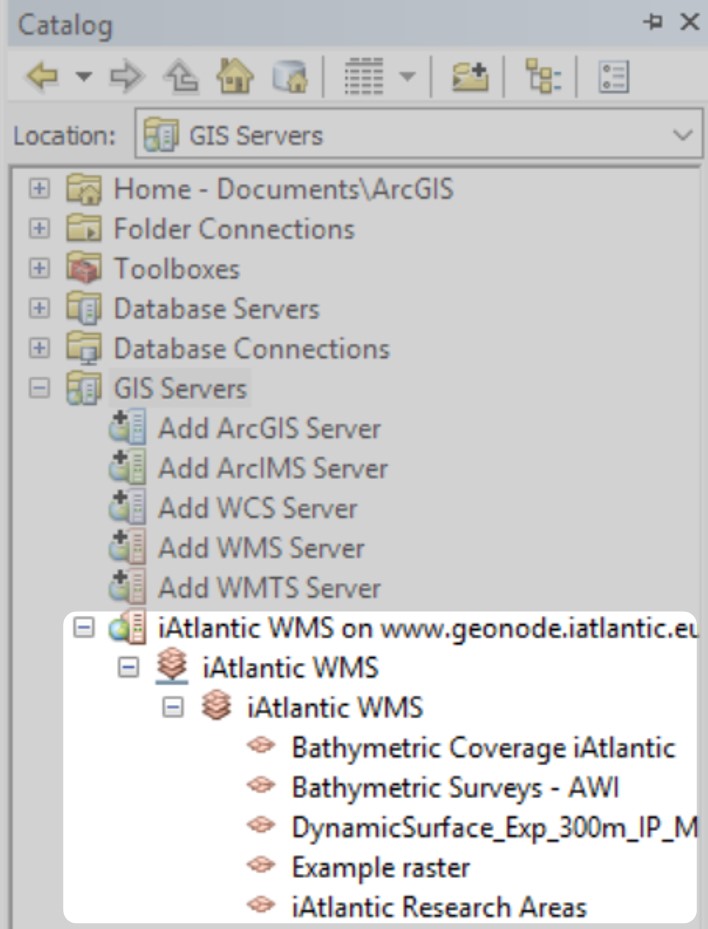 Catalog
Location: GIS Servers
Home - Documents\ArcGIS
Folder Connections
Toolboxes
Database Servers
Database Connections
GIS Servers
Add ArcGIS Server
Add ArcIMS Server
Add WCS Server
Add WMS Server
Add WMTS Server
iAtlantic WMS on www.geonode.iatlantic.eu
iAtlantic WMS
iAtlantic WMS
Bathymetric Coverage iAtlantic
Bathymetric Surveys - AWI
DynamicSurface_Exp_300m_IP_M
Example raster
iAtlantic Research Areas